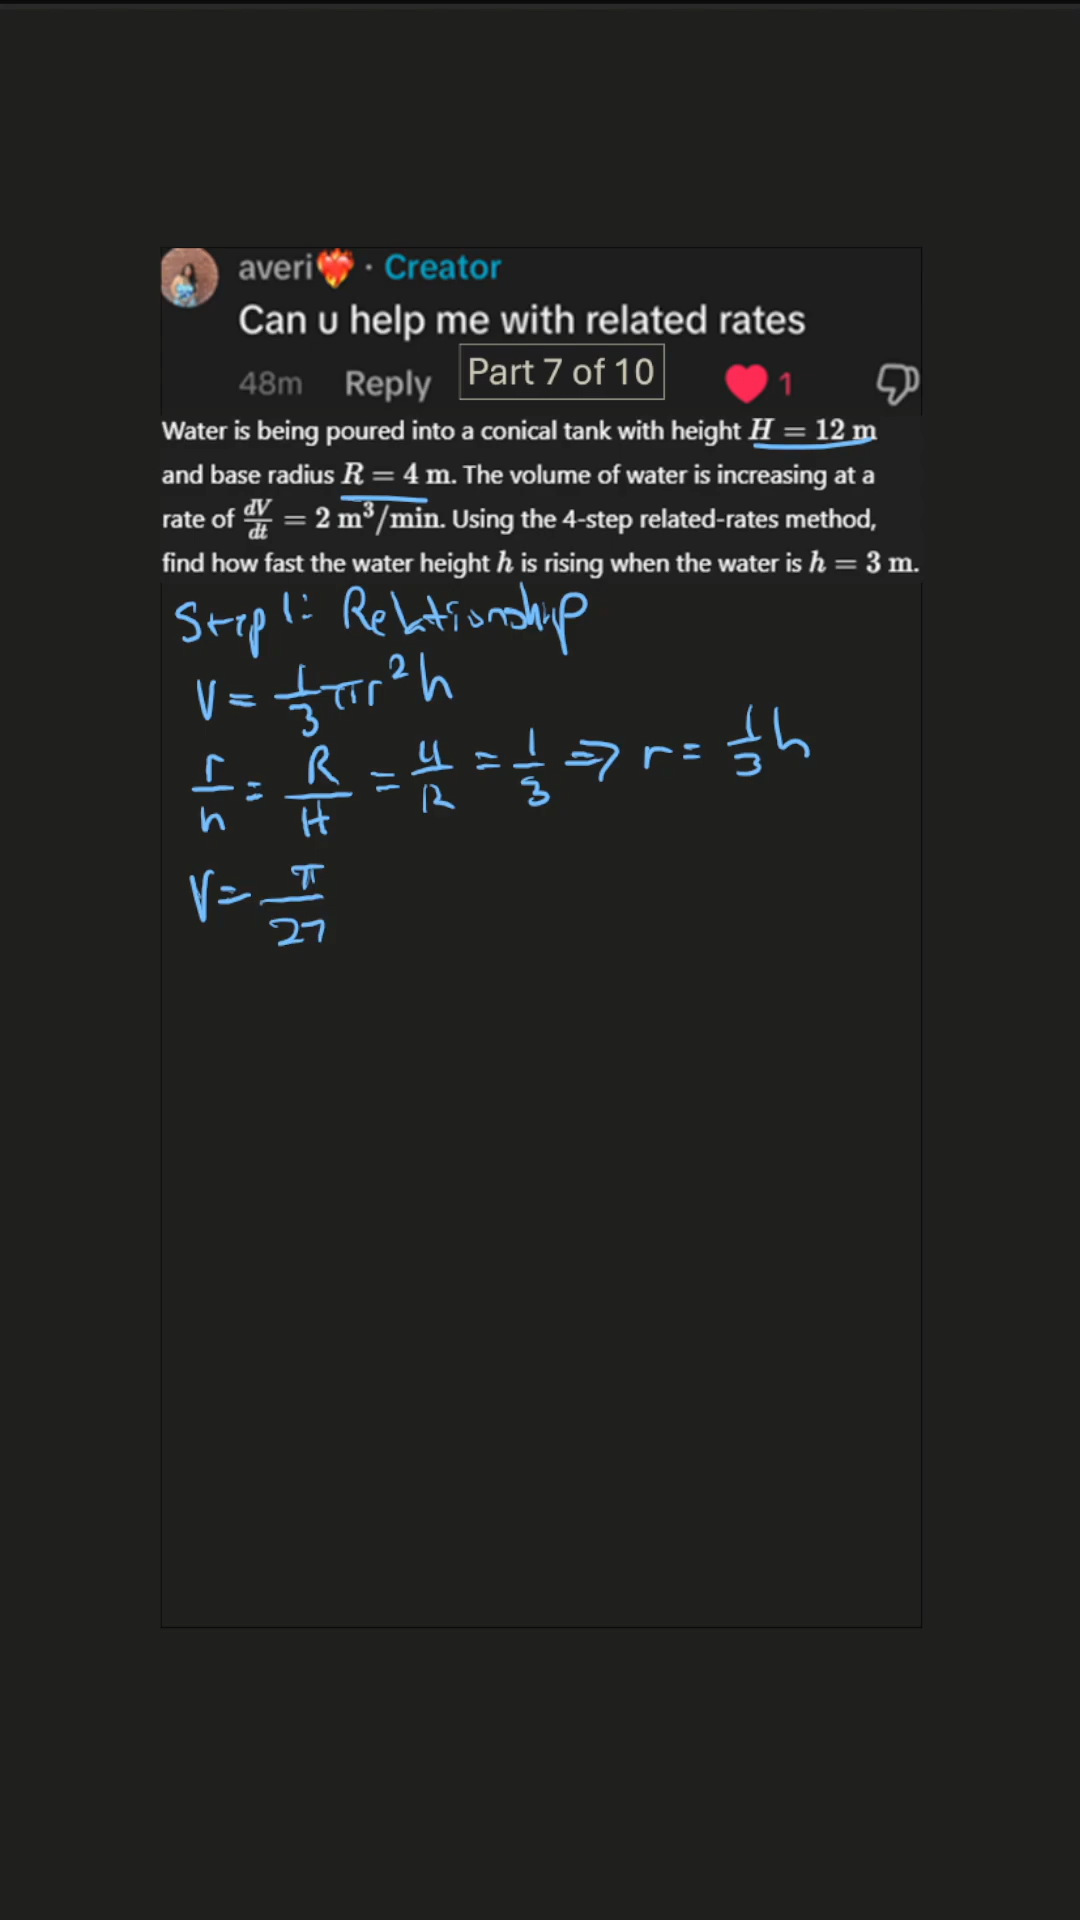 averi❤️‍🔥 · Creator
Can u help me with related rates
48m Reply Part 7 of 10 1
Water is being poured into a conical tank with height H = 12 m
and base radius R = 4 m. The volume of water is increasing at a
rate of dV/dt = 2 m³/min. Using the 4-step related-rates method,
find how fast the water height h is rising when the water is h = 3 m.
Step 1: Relationship
V = 1/3 πr²h
r/h = R/H = 4/12 = 1/3 ⇒ r = 1/3 h
V = π/27